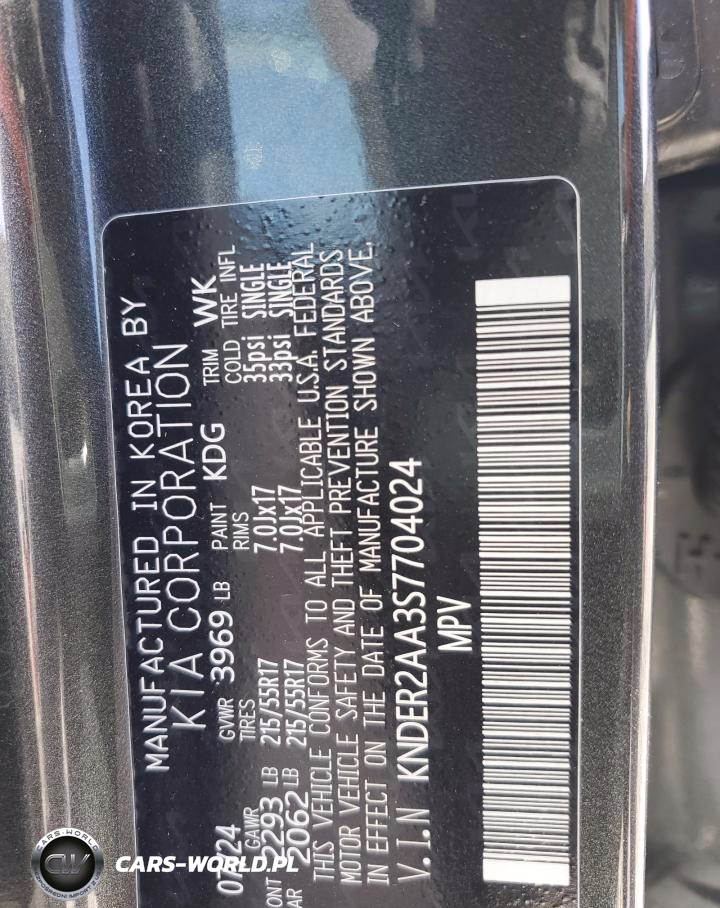 MANUFACTURED IN KOREA BY
KIA CORPORATION
GVWR 3969 LB PAINT KDG TRIM WK
GAWR TIRES RIMS COLD TIRE INFL
2293 LB 215/55R17 7.0Jx17 35psi SINGLE
2062 LB 215/55R17 7.0Jx17 33psi SINGLE
THIS VEHICLE CONFORMS TO ALL APPLICABLE U.S.A. FEDERAL
MOTOR VEHICLE SAFETY AND THEFT PREVENTION STANDARDS
IN EFFECT ON THE DATE OF MANUFACTURE SHOWN ABOVE.
V.I.N KNDER2AA3S7704024
MPV
CARS-WORLD
CW
CARS-WORLD.PL